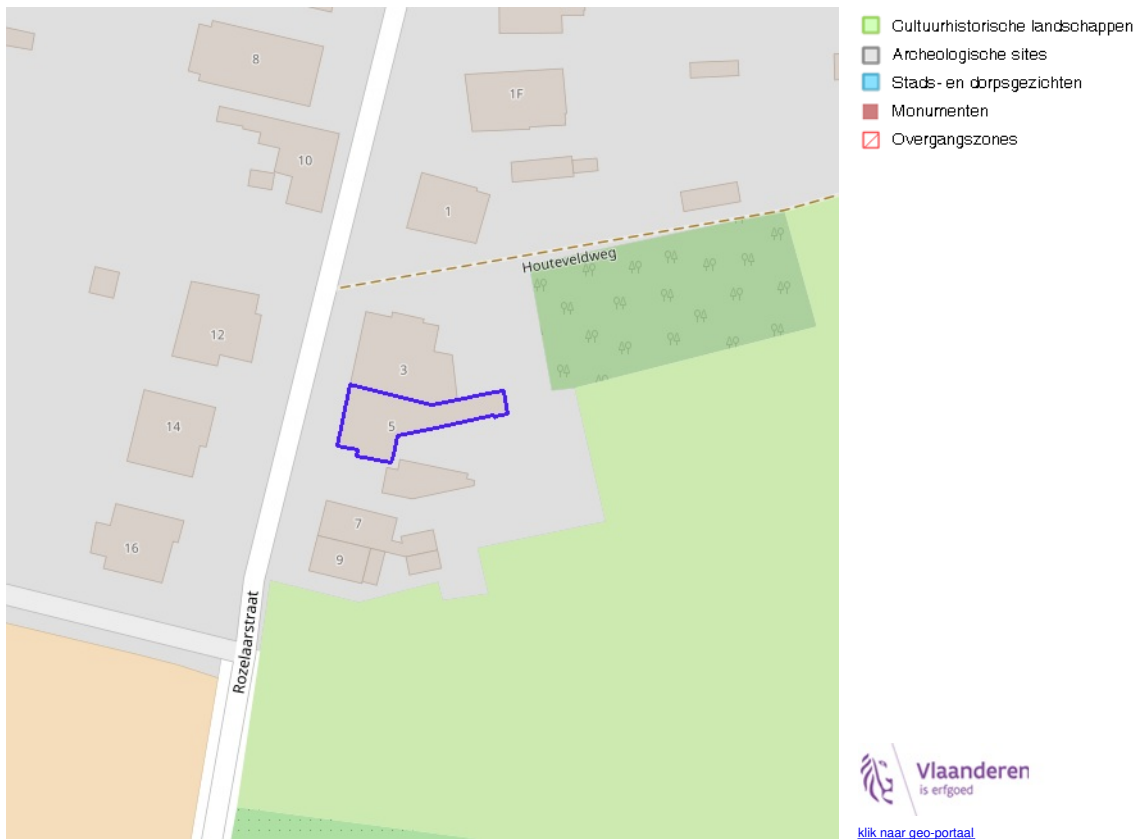 8
1F
10
1
Houteveldweg
12
3
14
5
7
16
9
Rozelaarstraat
Cultuurhistorische landschappen
Archeologische sites
Stads- en dorpsgezichten
Monumenten
Overgangszones
Vlaanderen
is erfgoed
klik naar geo-portaal